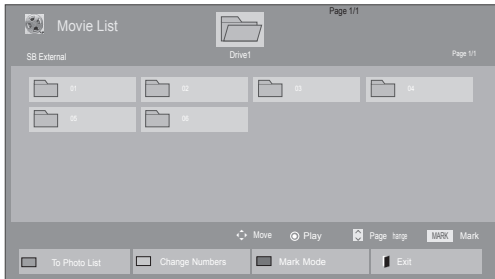 Page 1/1
Movie List
SB External
Drive1
Page 1/1
01 02 03 04
05 06
Move Play Page hange MARK Mark
To Photo List Change Numbers Mark Mode Exit